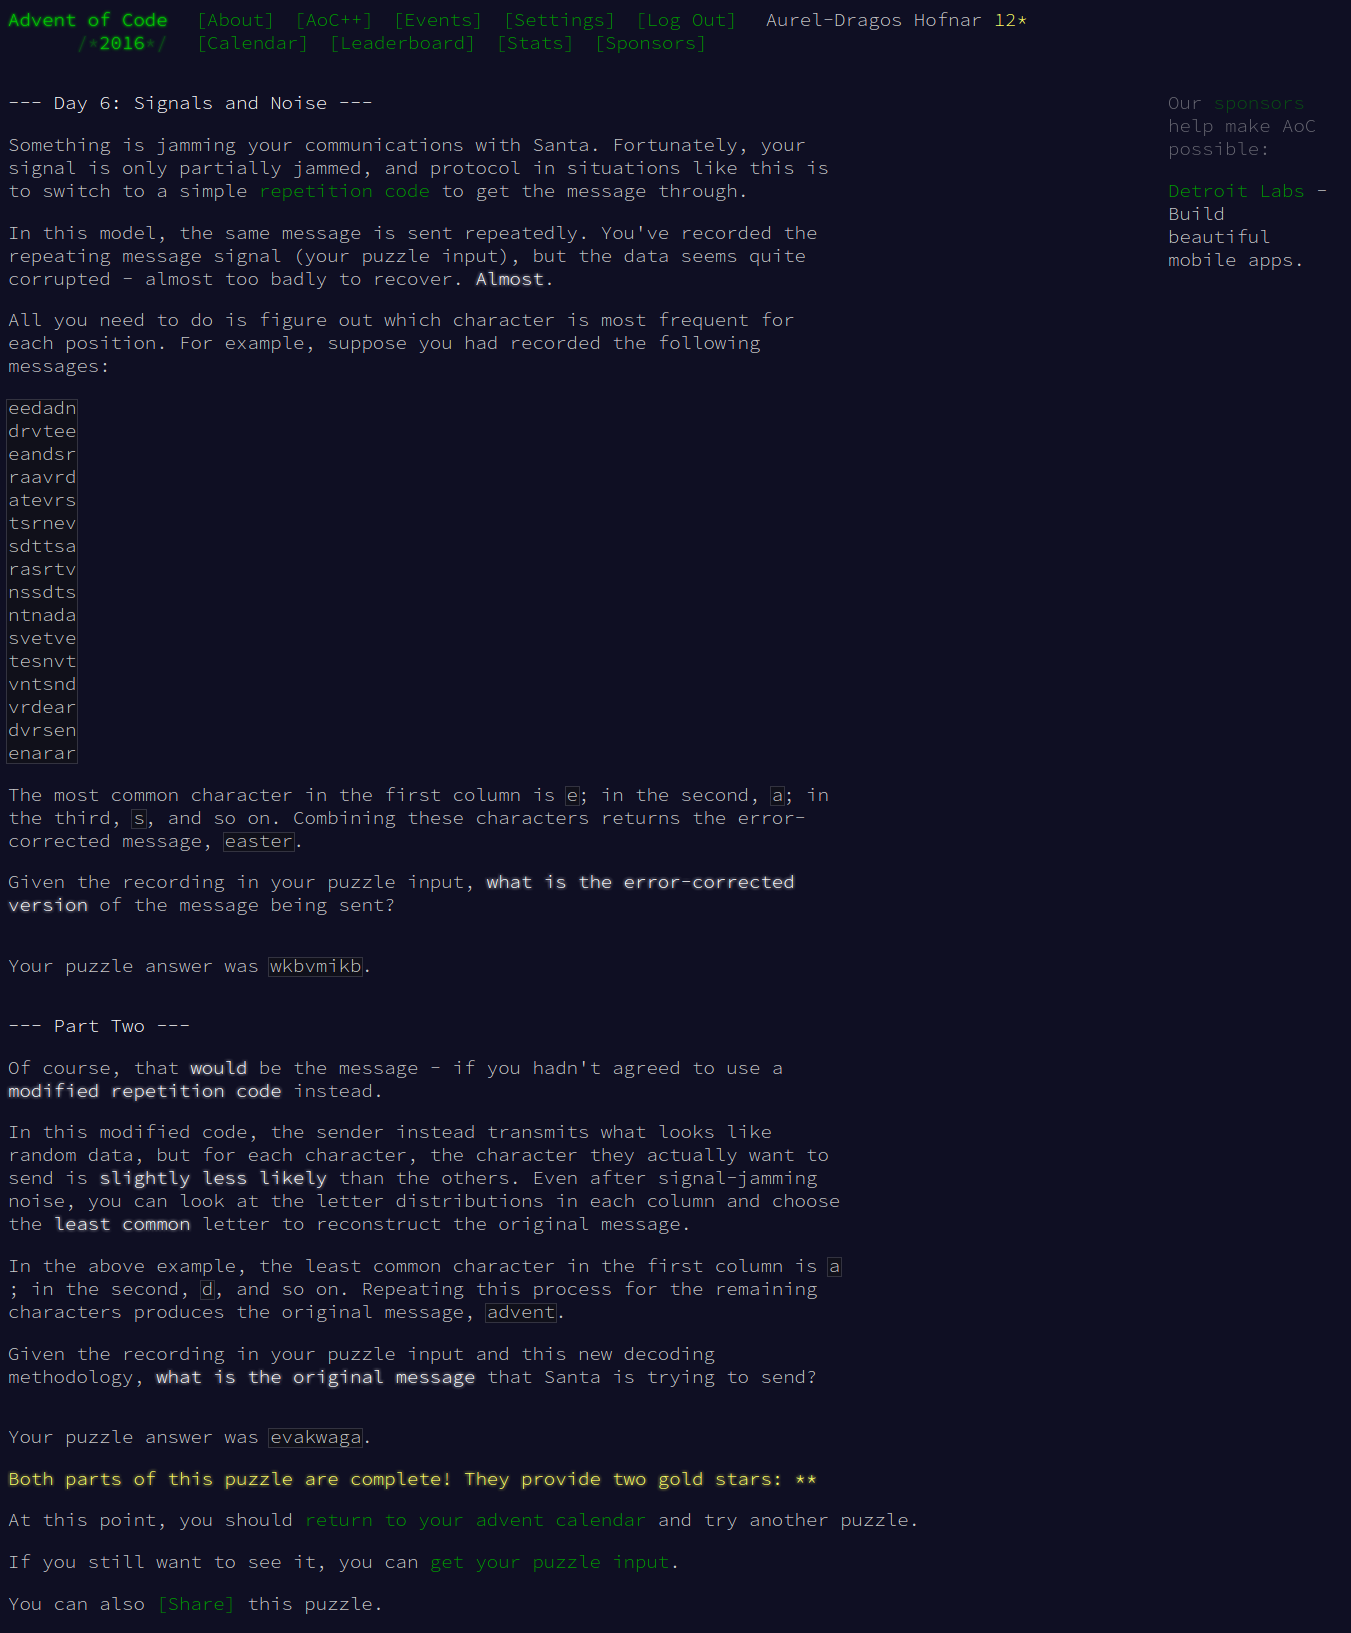 Advent of Code [About] [AoC++] [Events] [Settings] [Log Out] Aurel-Dragos Hofnar 12*
/*2016*/ [Calendar] [Leaderboard] [Stats] [Sponsors]
--- Day 6: Signals and Noise ---
Something is jamming your communications with Santa. Fortunately, your
signal is only partially jammed, and protocol in situations like this is
to switch to a simple repetition code to get the message through.
In this model, the same message is sent repeatedly. You've recorded the
repeating message signal (your puzzle input), but the data seems quite
corrupted - almost too badly to recover. Almost.
All you need to do is figure out which character is most frequent for
each position. For example, suppose you had recorded the following
messages:
eedadn
drvtee
eandsr
raavrd
atevrs
tsrnev
sdttsa
rasrtv
nssdts
ntnada
svetve
tesnvt
vntsnd
vrdear
dvrsen
enarar
The most common character in the first column is e; in the second, a; in
the third, s, and so on. Combining these characters returns the error-
corrected message, easter.
Given the recording in your puzzle input, what is the error-corrected
version of the message being sent?
Your puzzle answer was wkbvmikb.
--- Part Two ---
Of course, that would be the message - if you hadn't agreed to use a
modified repetition code instead.
In this modified code, the sender instead transmits what looks like
random data, but for each character, the character they actually want to
send is slightly less likely than the others. Even after signal-jamming
noise, you can look at the letter distributions in each column and choose
the least common letter to reconstruct the original message.
In the above example, the least common character in the first column is a
; in the second, d, and so on. Repeating this process for the remaining
characters produces the original message, advent.
Given the recording in your puzzle input and this new decoding
methodology, what is the original message that Santa is trying to send?
Your puzzle answer was evakwaga.
Both parts of this puzzle are complete! They provide two gold stars: **
At this point, you should return to your advent calendar and try another puzzle.
If you still want to see it, you can get your puzzle input.
You can also [Share] this puzzle.
Our sponsors
help make AoC
possible:
Detroit Labs -
Build
beautiful
mobile apps.